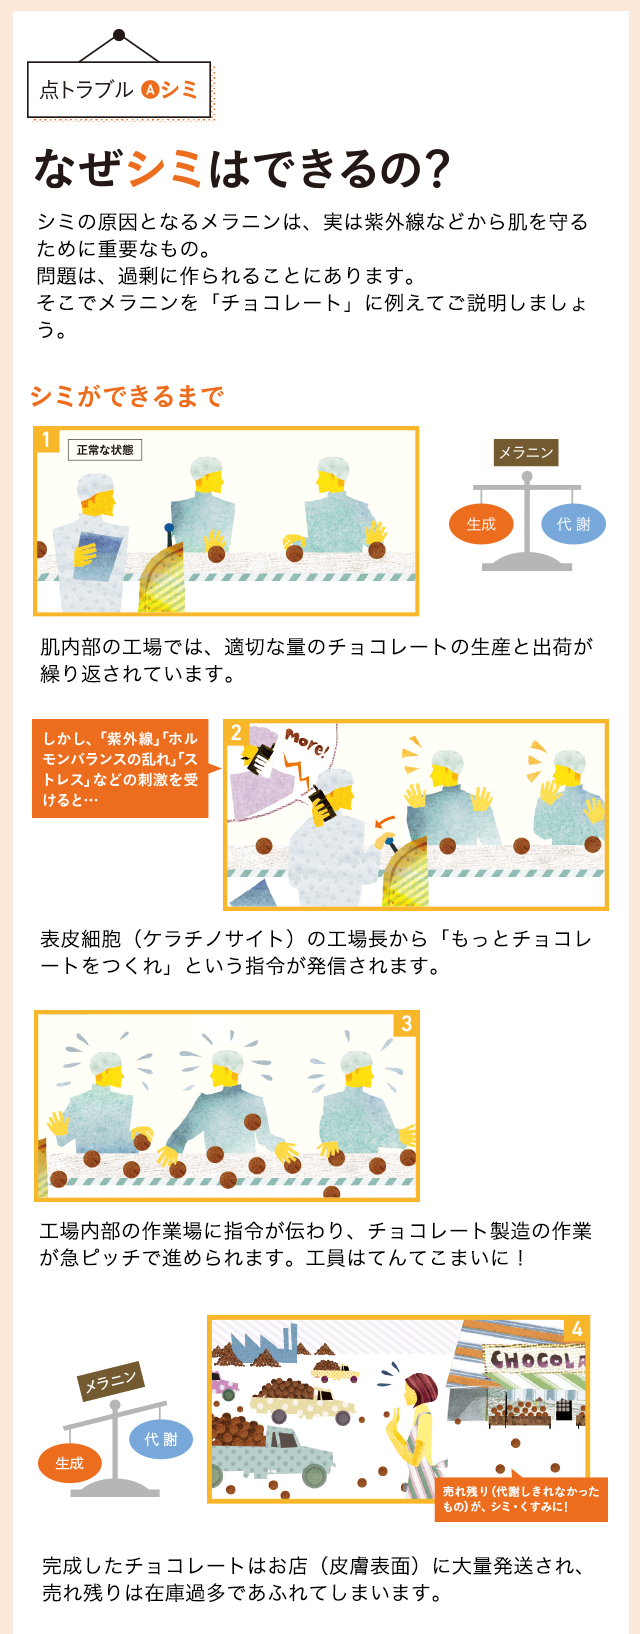 点トラブル Aシミ
なぜシミはできるの?
シミの原因となるメラニンは、実は紫外線などから肌を守る
ために重要なもの。
問題は、過剰に作られることにあります。
そこでメラニンを「チョコレート」に例えてご説明しましょ
う。
シミができるまで
1
正常な状態
メラニン
生成
代謝
肌内部の工場では、適切な量のチョコレートの生産と出荷が
繰り返されています。
しかし、「紫外線」「ホル
モンバランスの乱れ」「ス
トレス」などの刺激を受
けると…
2
More!
表皮細胞（ケラチノサイト）の工場長から「もっとチョコレ
ートをつくれ」という指令が発信されます。
3
工場内部の作業場に指令が伝わり、チョコレート製造の作業
が急ピッチで進められます。工員はてんてこまいに！
メラニン
代謝
生成
4
CHOCOLA
売れ残り（代謝しきれなかった
もの）が、シミ・くすみに！
完成したチョコレートはお店（皮膚表面）に大量発送され、
売れ残りは在庫過多であふれてしまいます。